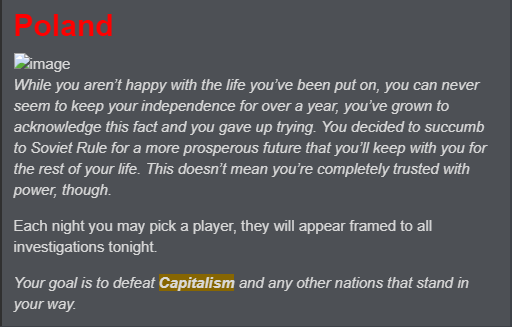 Poland
image
While you aren't happy with the life you've been put on, you can never
seem to keep your independence for over a year, you've grown to
acknowledge this fact and you gave up trying. You decided to succumb
to Soviet Rule for a more prosperous future that you'll keep with you for
the rest of your life. This doesn't mean you're completely trusted with
power, though.
Each night you may pick a player, they will appear framed to all
investigations tonight.
Your goal is to defeat Capitalism and any other nations that stand in
your way.